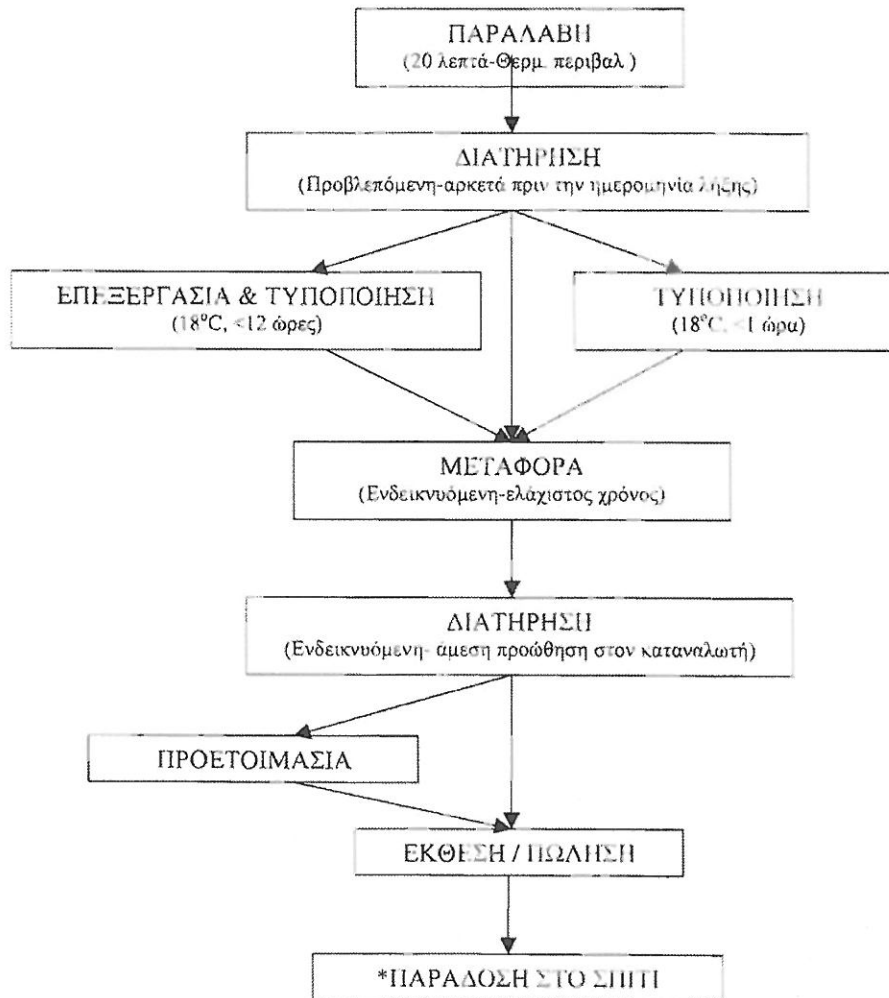 ΠΑΡΑΛΑΒΗ
(20 λεπτά-Θερμ. περιβαλ.)
ΔΙΑΤΗΡΗΣΗ
(Προβλεπόμενη-αρκετά πριν την ημερομηνία λήξης)
ΕΠΕΞΕΡΓΑΣΙΑ & ΤΥΠΟΠΟΙΗΣΗ
(18°C, <12 ώρες)
ΤΥΠΟΠΟΙΗΣΗ
(18°C, <1 ώρα)
ΜΕΤΑΦΟΡΑ
(Ενδεικνυόμενη-ελάχιστος χρόνος)
ΔΙΑΤΗΡΗΣΗ
(Ενδεικνυόμενη- άμεση προώθηση στον καταναλωτή)
ΠΡΟΕΤΟΙΜΑΣΙΑ
ΕΚΘΕΣΗ / ΠΩΛΗΣΗ
*ΠΑΡΑΔΟΣΗ ΣΤΟ ΣΠΙΤΙ